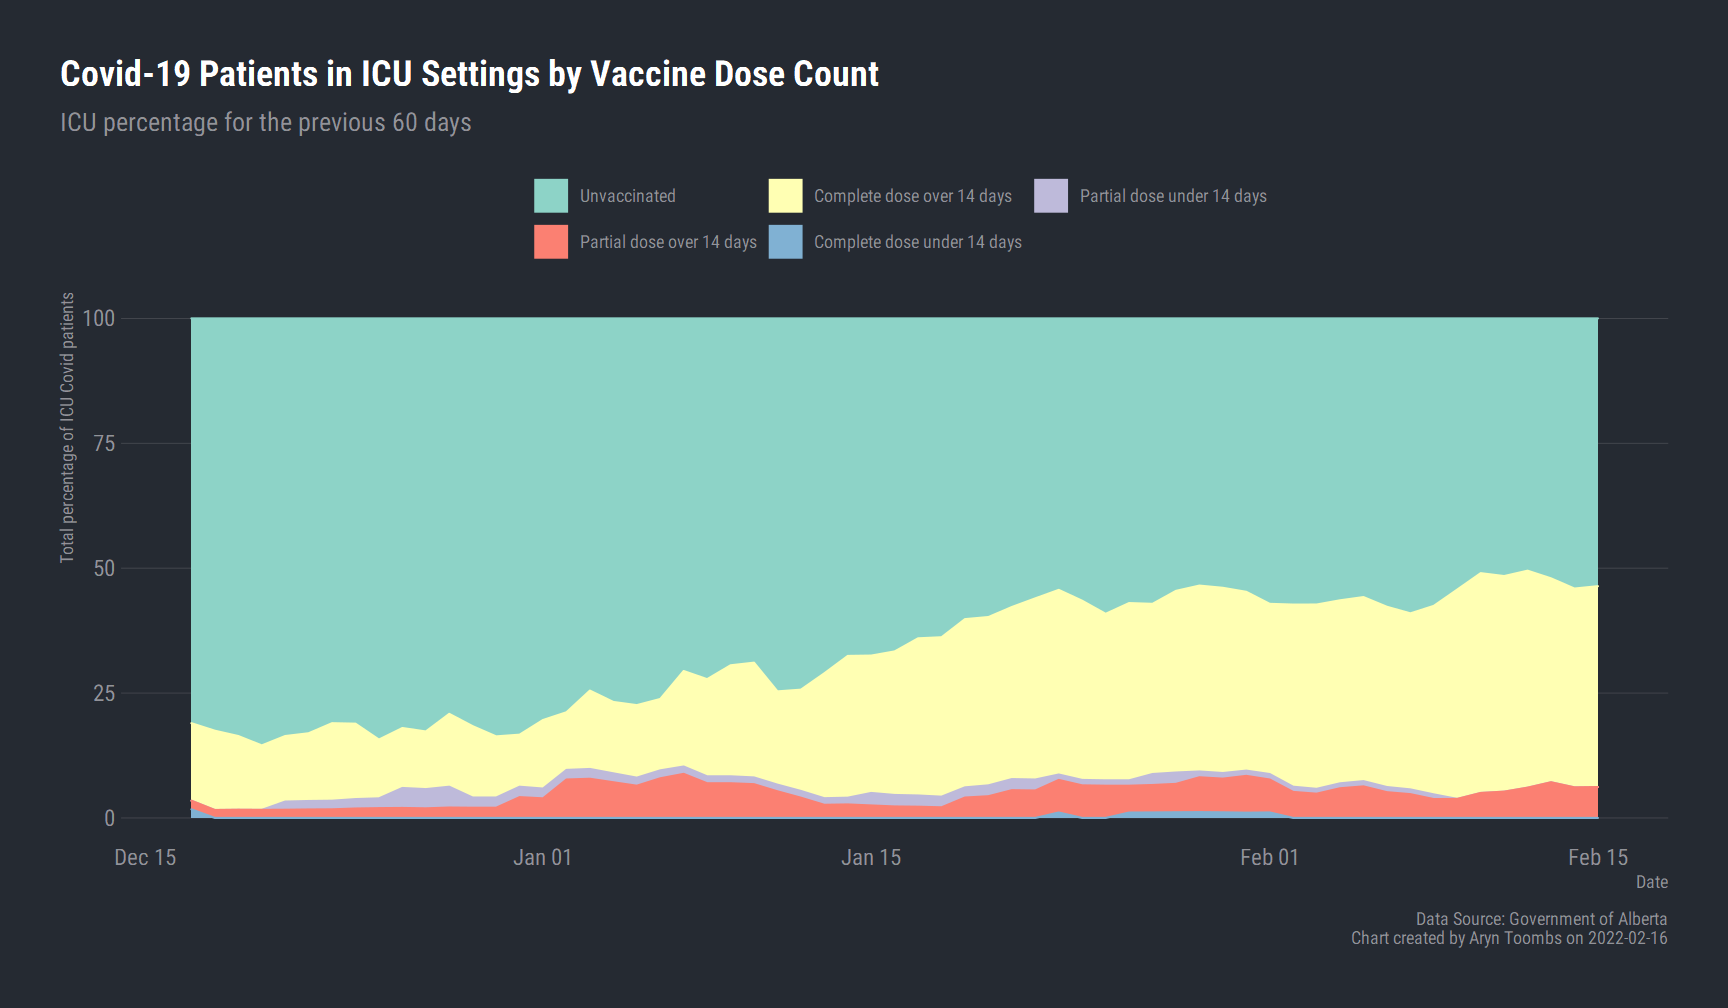 Covid-19 Patients in ICU Settings by Vaccine Dose Count
ICU percentage for the previous 60 days
Unvaccinated
Complete dose over 14 days
Partial dose under 14 days
Partial dose over 14 days
Complete dose under 14 days
Total percentage of ICU Covid patients
100
75
50
25
0
Dec 15
Jan 01
Jan 15
Feb 01
Feb 15
Date
Data Source: Government of Alberta
Chart created by Aryn Toombs on 2022-02-16